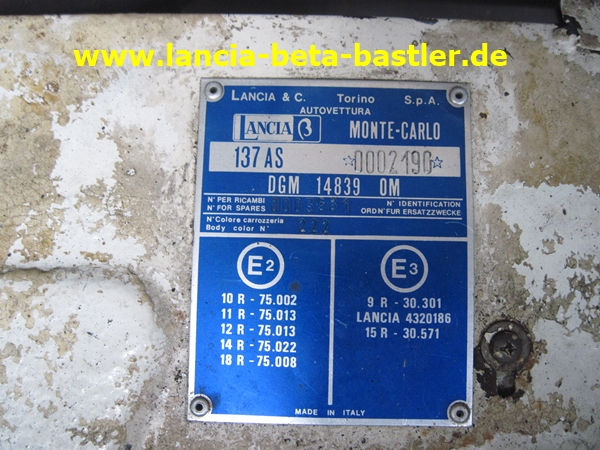 www.lancia-beta-bastler.de
LANCIA & C. Torino S.p.A.
AUTOVETTURA
LANCIA β MONTE-CARLO
137 AS ☆0002190☆
DGM 14839 OM
N° PER RICAMBI
N° FOR SPARES
N° IDENTIFICATION
ORD N° FUR ERSATZZWECKE
N° Colore carrozzeria
Body color N°
E2
10 R - 75.002
11 R - 75.013
12 R - 75.013
14 R - 75.022
18 R - 75.008
E3
9 R - 30.301
LANCIA 4320186
15 R - 30.571
MADE IN ITALY